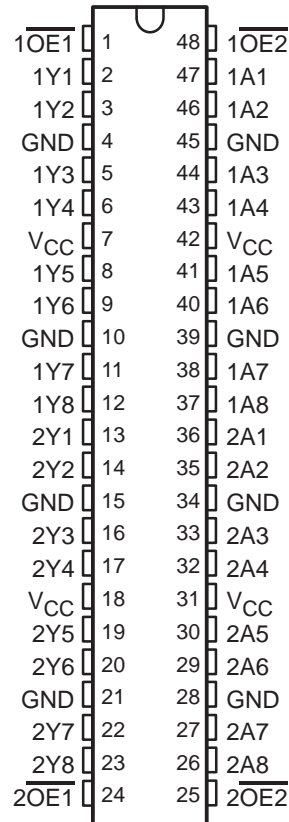 1OE1 1 48 1OE2
1Y1 2 47 1A1
1Y2 3 46 1A2
GND 4 45 GND
1Y3 5 44 1A3
1Y4 6 43 1A4
VCC 7 42 VCC
1Y5 8 41 1A5
1Y6 9 40 1A6
GND 10 39 GND
1Y7 11 38 1A7
1Y8 12 37 1A8
2Y1 13 36 2A1
2Y2 14 35 2A2
GND 15 34 GND
2Y3 16 33 2A3
2Y4 17 32 2A4
VCC 18 31 VCC
2Y5 19 30 2A5
2Y6 20 29 2A6
GND 21 28 GND
2Y7 22 27 2A7
2Y8 23 26 2A8
2OE1 24 25 2OE2